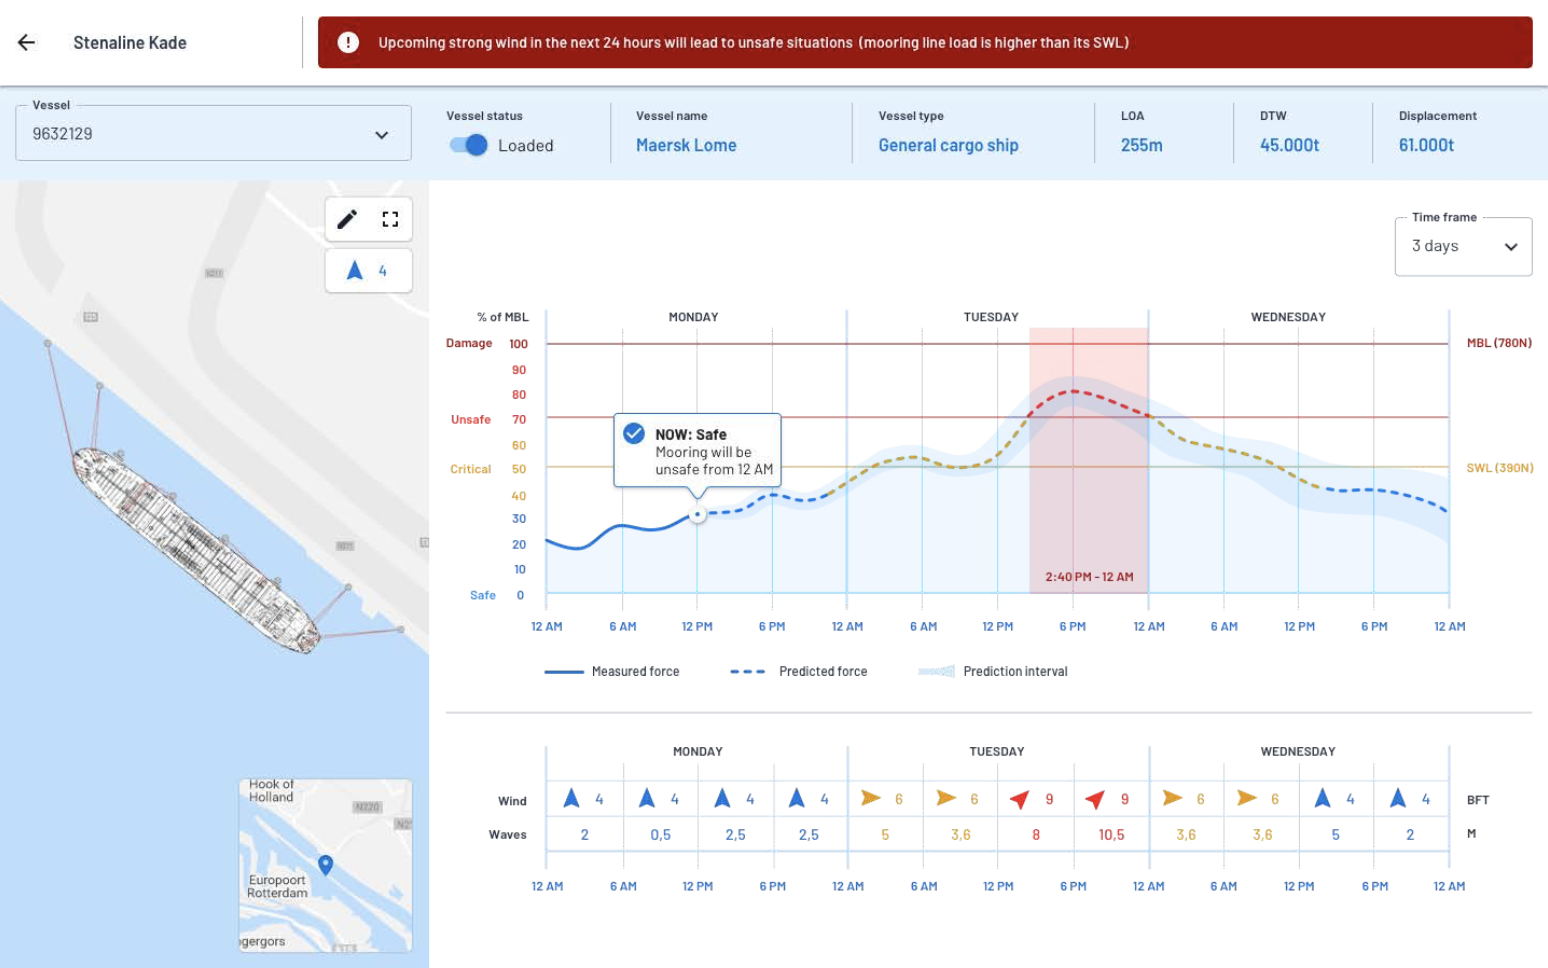 Stenaline Kade
Upcoming strong wind in the next 24 hours will lead to unsafe situations (mooring line load is higher than its SWL)
Vessel
9632129
Vessel status
Loaded
Vessel name
Maersk Lome
Vessel type
General cargo ship
LOA
255m
DTW
45.000t
Displacement
61.000t
4
N211
Time frame
3 days
% of MBL
MONDAY
TUESDAY
WEDNESDAY
Damage 100
MBL (780N)
90
80
Unsafe 70
60
Critical 50
SWL (390N)
40
30
20
10
Safe 0
NOW: Safe
Mooring will be
unsafe from 12 AM
2:40 PM - 12 AM
12 AM 6 AM 12 PM 6 PM 12 AM 6 AM 12 PM 6 PM 12 AM 6 AM 12 PM 6 PM 12 AM
Measured force
Predicted force
Prediction interval
MONDAY
TUESDAY
WEDNESDAY
Wind 4 4 4 4 6 6 9 9 6 6 4 4 BFT
Waves 2 0,5 2,5 2,5 5 3,6 8 10,5 3,6 3,6 5 2 M
12 AM 6 AM 12 PM 6 PM 12 AM 6 AM 12 PM 6 PM 12 AM 6 AM 12 PM 6 PM 12 AM
Hook of
Holland
N220
Europoort
Rotterdam
gergors